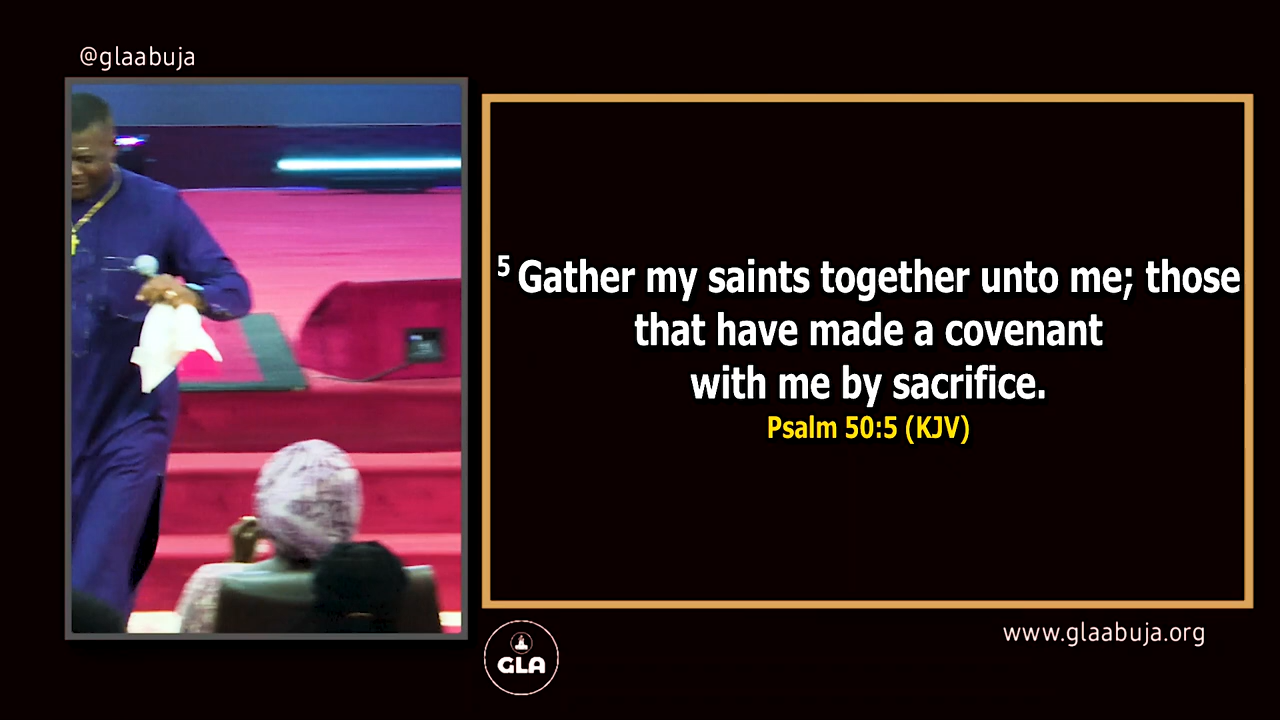 @glaabuja
5 Gather my saints together unto me; those
that have made a covenant
with me by sacrifice.
Psalm 50:5 (KJV)
www.glaabuja.org
GLA